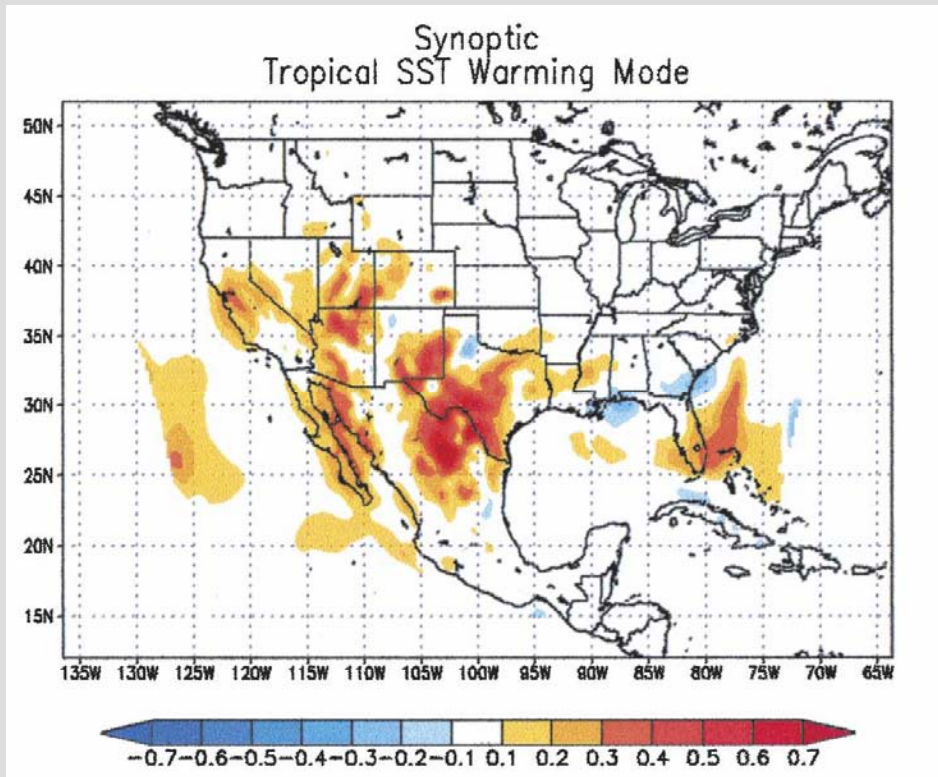 Synoptic
Tropical SST Warming Mode
50N
45N
40N
35N
30N
25N
20N
15N
135W 130W 125W 120W 115W 110W 105W 100W 95W 90W 85W 80W 75W 70W 65W
-0.7 -0.6 -0.5 -0.4 -0.3 -0.2 -0.1 0.1 0.2 0.3 0.4 0.5 0.6 0.7